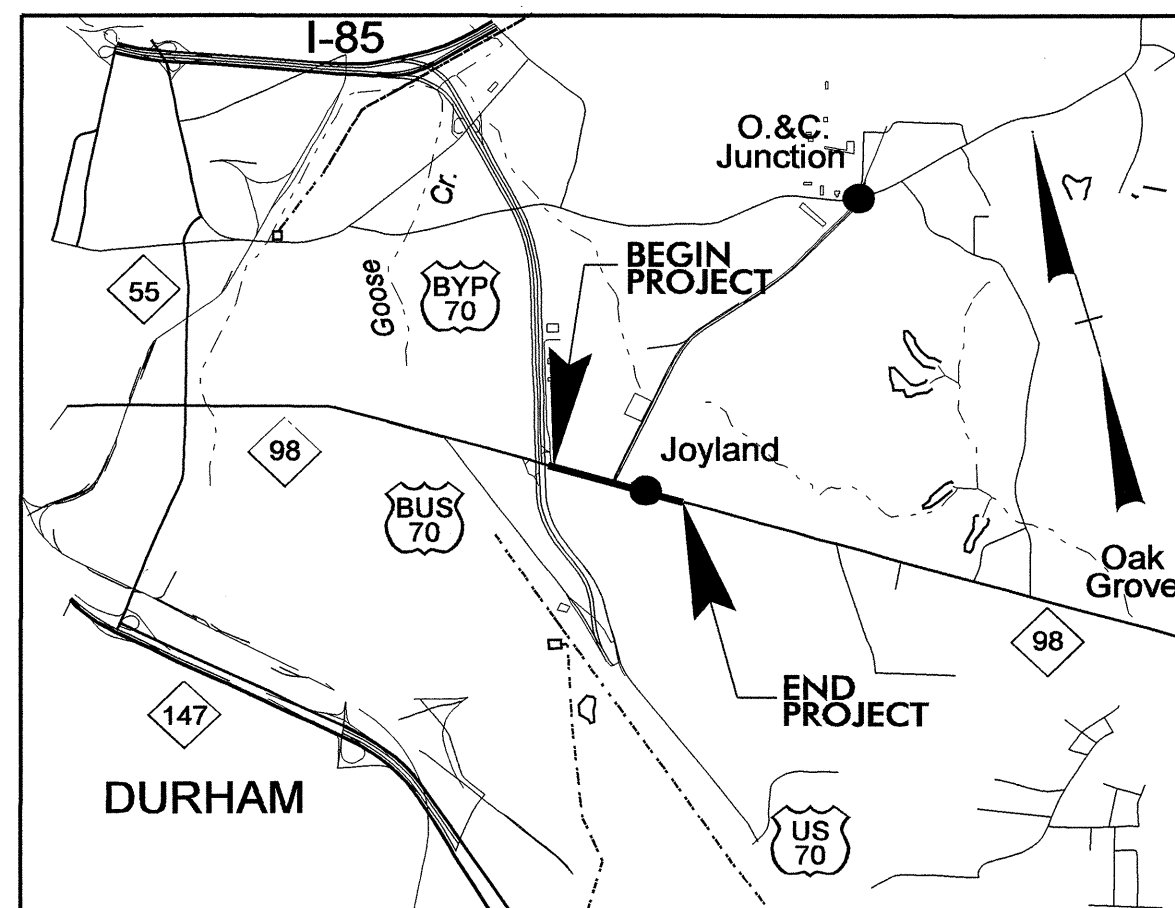 I-85
O.&C.
Junction
Cr.
Goose
BYP
70
BEGIN
PROJECT
55
98
Joyland
BUS
70
Oak
Grove
98
END
PROJECT
147
DURHAM
US
70